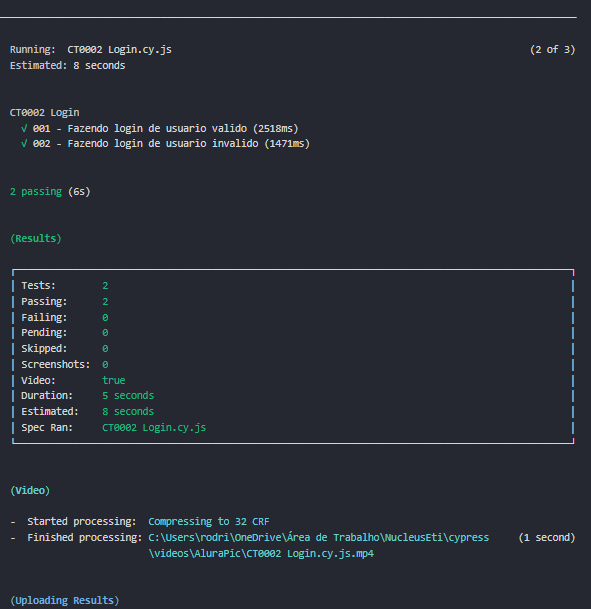 Running:  CT0002 Login.cy.js (2 of 3)
Estimated: 8 seconds
CT0002 Login
√ 001 - Fazendo login de usuario valido (2518ms)
√ 002 - Fazendo login de usuario invalido (1471ms)
2 passing (6s)
(Results)
Tests: 2
Passing: 2
Failing: 0
Pending: 0
Skipped: 0
Screenshots: 0
Video: true
Duration: 5 seconds
Estimated: 8 seconds
Spec Ran: CT0002 Login.cy.js
(Video)
- Started processing: Compressing to 32 CRF
- Finished processing: C:\Users\rodri\OneDrive\Área de Trabalho\NucleusEti\cypress (1 second)
\videos\AluraPic\CT0002 Login.cy.js.mp4
(Uploading Results)